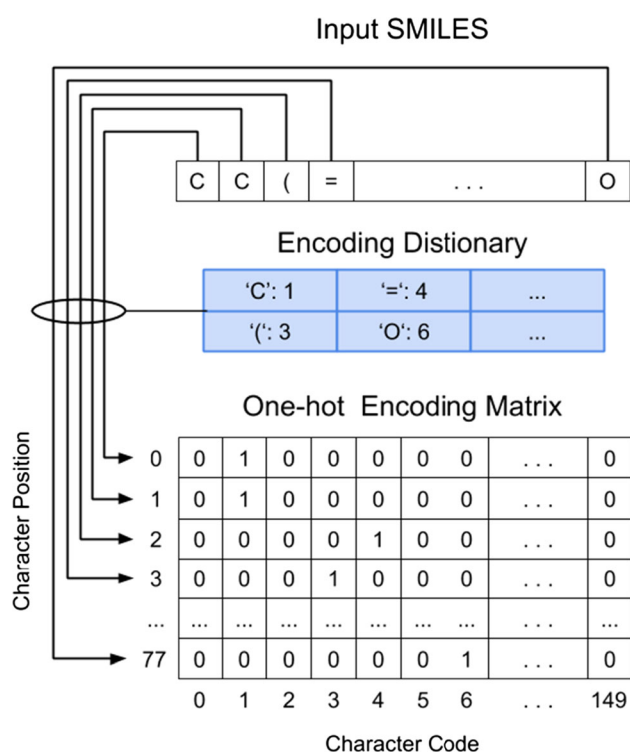 Input SMILES
C C ( = . . . O
Encoding Distionary
‘C’: 1 ‘=‘: 4 ...
‘(‘: 3 ‘O‘: 6 ...
One-hot Encoding Matrix
Character Position
0 0 1 0 0 0 0 0 . . . 0
1 0 1 0 0 0 0 0 . . . 0
2 0 0 0 0 1 0 0 . . . 0
3 0 0 0 1 0 0 0 . . . 0
... ... ... ... ... ... ... ... . . . ...
77 0 0 0 0 0 0 1 . . . 0
0 1 2 3 4 5 6 . . . 149
Character Code